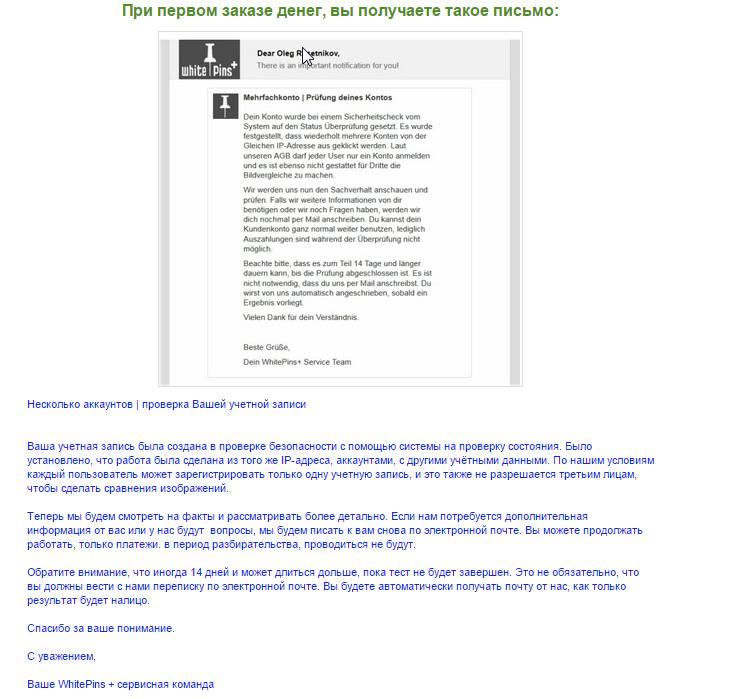 При первом заказе денег, вы получаете такое письмо:
white Pins+
Dear Oleg
There is an important notification for you!
Mehrfachkonto | Prüfung deines Kontos
Dein Konto wurde bei einem Sicherheitscheck vom
System auf den Status Überprüfung gesetzt. Es wurde
festgestellt, dass wiederholt mehrere Konten von der
Gleichen IP-Adresse aus geklickt werden. Laut
unseren AGB darf jeder User nur ein Konto anmelden
und es ist ebenso nicht gestattet für Dritte die
Bildvergleiche zu machen.
Wir werden uns nun den Sachverhalt anschauen und
prüfen. Falls wir weitere Informationen von dir
benötigen oder wir noch Fragen haben, werden wir
dich nochmal per Mail anschreiben. Du kannst dein
Kundenkonto ganz normal weiter benutzen, lediglich
Auszahlungen sind während der Überprüfung nicht
möglich.
Beachte bitte, dass es zum Teil 14 Tage und länger
dauern kann, bis die Prüfung abgeschlossen ist. Es ist
nicht notwendig, dass du uns per Mail anschreibst. Du
wirst von uns automatisch angeschrieben, sobald ein
Ergebnis vorliegt.
Vielen Dank für dein Verständnis.
Beste Grüße,
Dein WhitePins+ Service Team
Несколько аккаунтов | проверка Вашей учетной записи
Ваша учетная запись была создана в проверке безопасности с помощью системы на проверку состояния. Было
установлено, что работа была сделана из того же IP-адреса, аккаунтами, с другими учётными данными. По нашим условиям
каждый пользователь может зарегистрировать только одну учетную запись, и это также не разрешается третьим лицам,
чтобы сделать сравнения изображений.
Теперь мы будем смотреть на факты и рассматривать более детально. Если нам потребуется дополнительная
информация от вас или у нас будут вопросы, мы будем писать к вам снова по электронной почте. Вы можете продолжать
работать, только платежи. в период разбирательства, проводиться не будут.
Обратите внимание, что иногда 14 дней и может длиться дольше, пока тест не будет завершен. Это не обязательно, что
вы должны вести с нами переписку по электронной почте. Вы будете автоматически получать почту от нас, как только
результат будет налицо.
Спасибо за ваше понимание.
С уважением,
Ваше WhitePins + сервисная команда